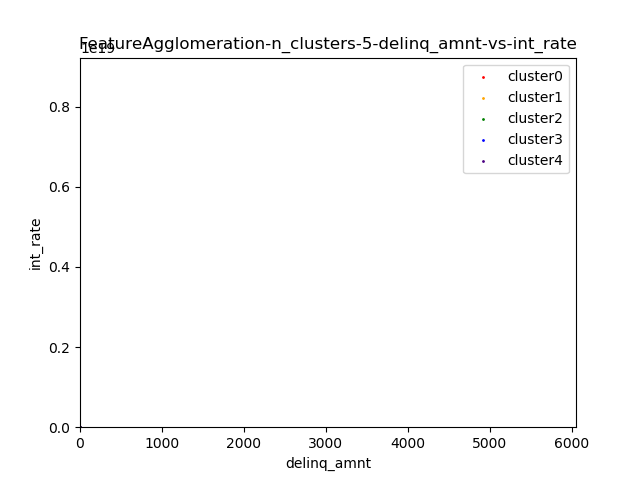 FeatureAgglomeration-n_clusters-5-delinq_amnt-vs-int_rate
1e19
cluster0
cluster1
cluster2
cluster3
cluster4
0.8
0.6
0.4
0.2
0.0
int_rate
0 1000 2000 3000 4000 5000 6000
delinq_amnt